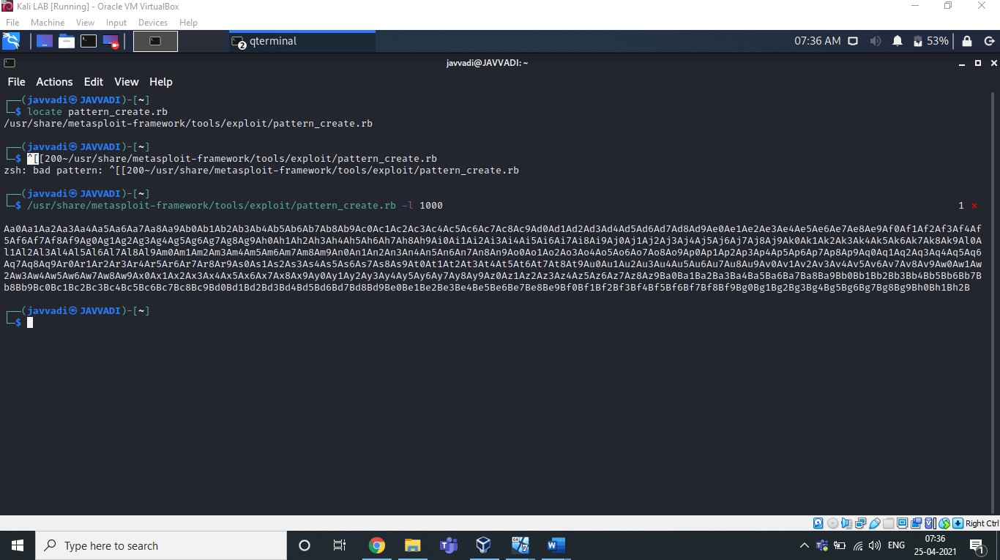 Kali LAB [Running] - Oracle VM VirtualBox
File Machine View Input Devices Help
2 qterminal 07:36 AM 53%
javvadi@JAVVADI: ~
File Actions Edit View Help
┌──(javvadi㉿JAVVADI)-[~]
└─$ locate pattern_create.rb
/usr/share/metasploit-framework/tools/exploit/pattern_create.rb
┌──(javvadi㉿JAVVADI)-[~]
└─$ ^[[200~/usr/share/metasploit-framework/tools/exploit/pattern_create.rb
zsh: bad pattern: ^[[200~/usr/share/metasploit-framework/tools/exploit/pattern_create.rb
┌──(javvadi㉿JAVVADI)-[~]
└─$ /usr/share/metasploit-framework/tools/exploit/pattern_create.rb -l 1000 1 ⨯
Aa0Aa1Aa2Aa3Aa4Aa5Aa6Aa7Aa8Aa9Ab0Ab1Ab2Ab3Ab4Ab5Ab6Ab7Ab8Ab9Ac0Ac1Ac2Ac3Ac4Ac5Ac6Ac7Ac8Ac9Ad0Ad1Ad2Ad3Ad4Ad5Ad6Ad7Ad8Ad9Ae0Ae1Ae2Ae3Ae4Ae5Ae6Ae7Ae8Ae9Af0Af1Af2Af3Af4Af
5Af6Af7Af8Af9Ag0Ag1Ag2Ag3Ag4Ag5Ag6Ag7Ag8Ag9Ah0Ah1Ah2Ah3Ah4Ah5Ah6Ah7Ah8Ah9Ai0Ai1Ai2Ai3Ai4Ai5Ai6Ai7Ai8Ai9Aj0Aj1Aj2Aj3Aj4Aj5Aj6Aj7Aj8Aj9Ak0Ak1Ak2Ak3Ak4Ak5Ak6Ak7Ak8Ak9Al0A
l1Al2Al3Al4Al5Al6Al7Al8Al9Am0Am1Am2Am3Am4Am5Am6Am7Am8Am9An0An1An2An3An4An5An6An7An8An9Ao0Ao1Ao2Ao3Ao4Ao5Ao6Ao7Ao8Ao9Ap0Ap1Ap2Ap3Ap4Ap5Ap6Ap7Ap8Ap9Aq0Aq1Aq2Aq3Aq4Aq5Aq6
Aq7Aq8Aq9Ar0Ar1Ar2Ar3Ar4Ar5Ar6Ar7Ar8Ar9As0As1As2As3As4As5As6As7As8As9At0At1At2At3At4At5At6At7At8At9Au0Au1Au2Au3Au4Au5Au6Au7Au8Au9Av0Av1Av2Av3Av4Av5Av6Av7Av8Av9Aw0Aw1Aw
2Aw3Aw4Aw5Aw6Aw7Aw8Aw9Ax0Ax1Ax2Ax3Ax4Ax5Ax6Ax7Ax8Ax9Ay0Ay1Ay2Ay3Ay4Ay5Ay6Ay7Ay8Ay9Az0Az1Az2Az3Az4Az5Az6Az7Az8Az9Ba0Ba1Ba2Ba3Ba4Ba5Ba6Ba7Ba8Ba9Bb0Bb1Bb2Bb3Bb4Bb5Bb6Bb7B
b8Bb9Bc0Bc1Bc2Bc3Bc4Bc5Bc6Bc7Bc8Bc9Bd0Bd1Bd2Bd3Bd4Bd5Bd6Bd7Bd8Bd9Be0Be1Be2Be3Be4Be5Be6Be7Be8Be9Bf0Bf1Bf2Bf3Bf4Bf5Bf6Bf7Bf8Bf9Bg0Bg1Bg2Bg3Bg4Bg5Bg6Bg7Bg8Bg9Bh0Bh1Bh2B
┌──(javvadi㉿JAVVADI)-[~]
└─$
Right Ctrl
Type here to search ENG 07:36
25-04-2021 1